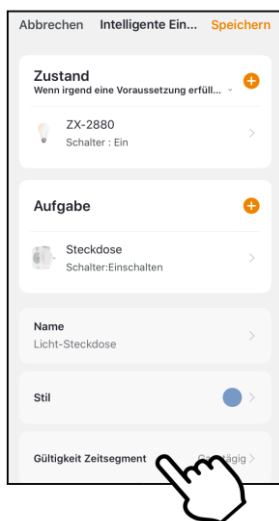 Abbrechen Intelligente Ein... Speichern
Zustand
Wenn irgend eine Voraussetzung erfüll...
ZX-2880
Schalter : Ein
Aufgabe
Steckdose
Schalter:Einschalten
Name
Licht-Steckdose
Stil
Gültigkeit Zeitsegment